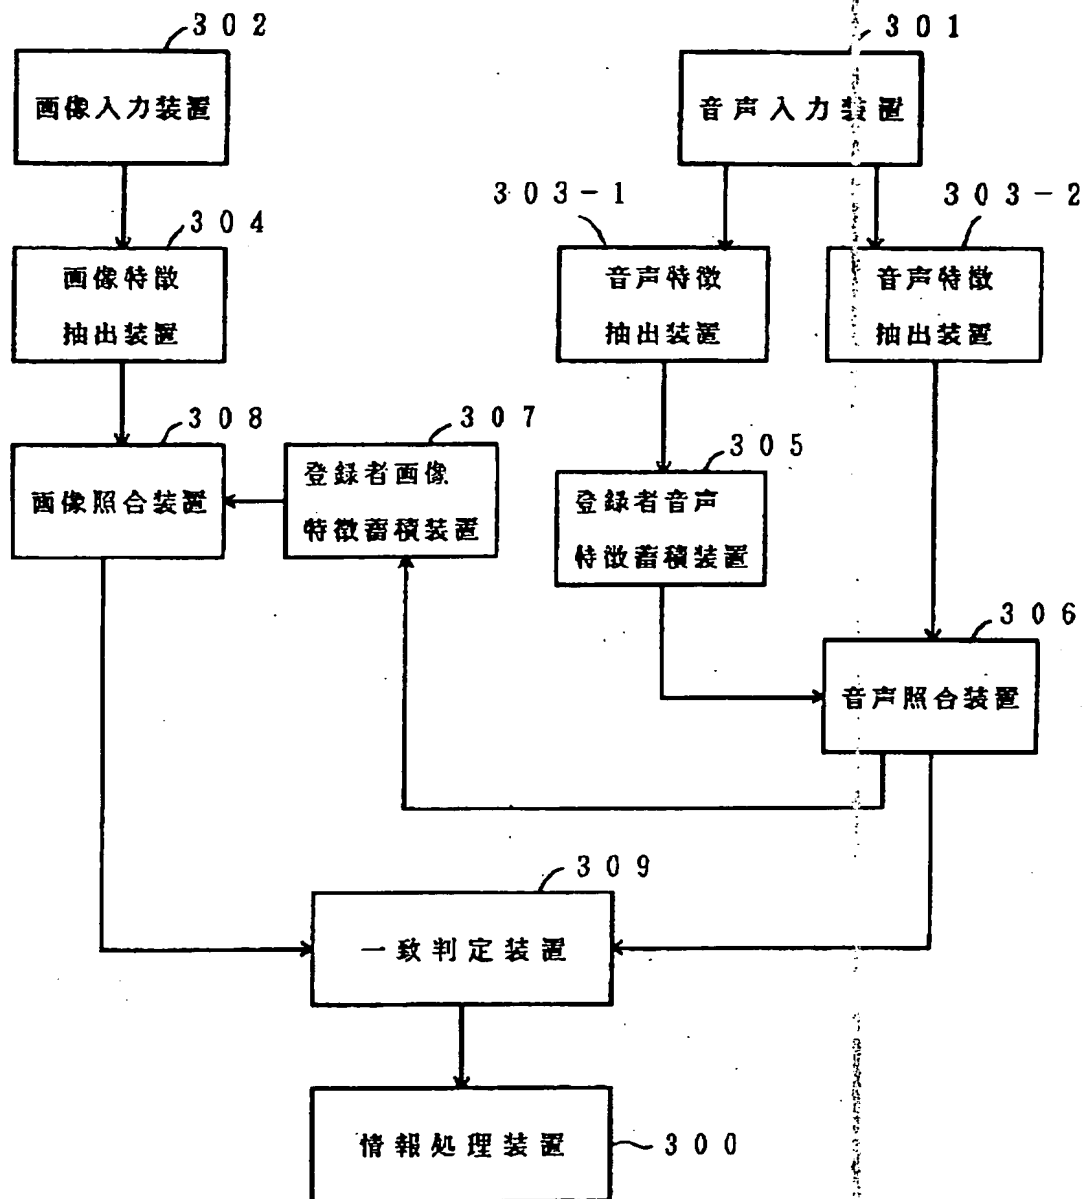 302
301
画像入力装置
音声入力装置
304
303-1
303-2
画像特徴
抽出装置
音声特徴
抽出装置
音声特徴
抽出装置
308
307
305
画像照合装置
登録者画像
特徴蓄積装置
登録者音声
特徴蓄積装置
306
音声照合装置
309
一致判定装置
情報処理装置
300